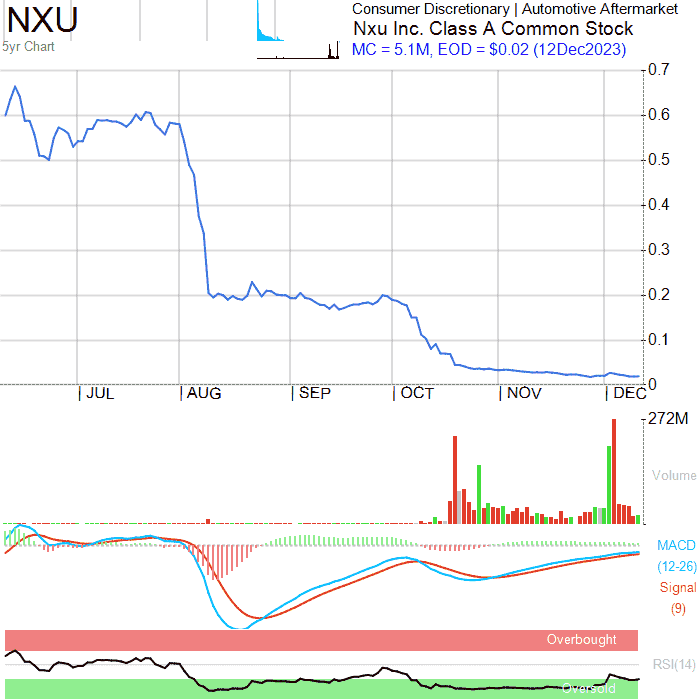 NXU
5yr Chart
Consumer Discretionary | Automotive Aftermarket
Nxu Inc. Class A Common Stock
MC = 5.1M, EOD = $0.02 (12Dec2023)
0.7
0.6
0.5
0.4
0.3
0.2
0.1
0
| JUL | AUG | SEP | OCT | NOV | DEC
272M
Volume
MACD
(12-26)
Signal
(9)
Overbought
RSI(14)
Oversold